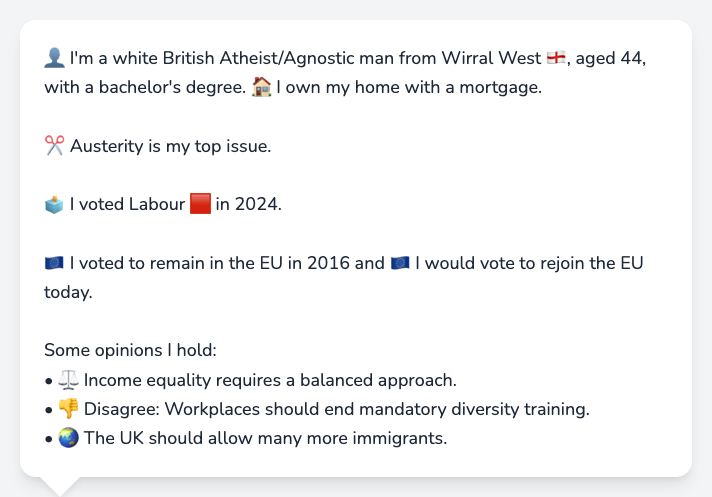 👤 I'm a white British Atheist/Agnostic man from Wirral West 🏴󠁧󠁢󠁥󠁮󠁧󠁿, aged 44,
with a bachelor's degree. 🏠 I own my home with a mortgage.
✂️ Austerity is my top issue.
🗳️ I voted Labour 🟥 in 2024.
🇪🇺 I voted to remain in the EU in 2016 and 🇪🇺 I would vote to rejoin the EU
today.
Some opinions I hold:
• ⚖️ Income equality requires a balanced approach.
• 👎 Disagree: Workplaces should end mandatory diversity training.
• 🌏 The UK should allow many more immigrants.